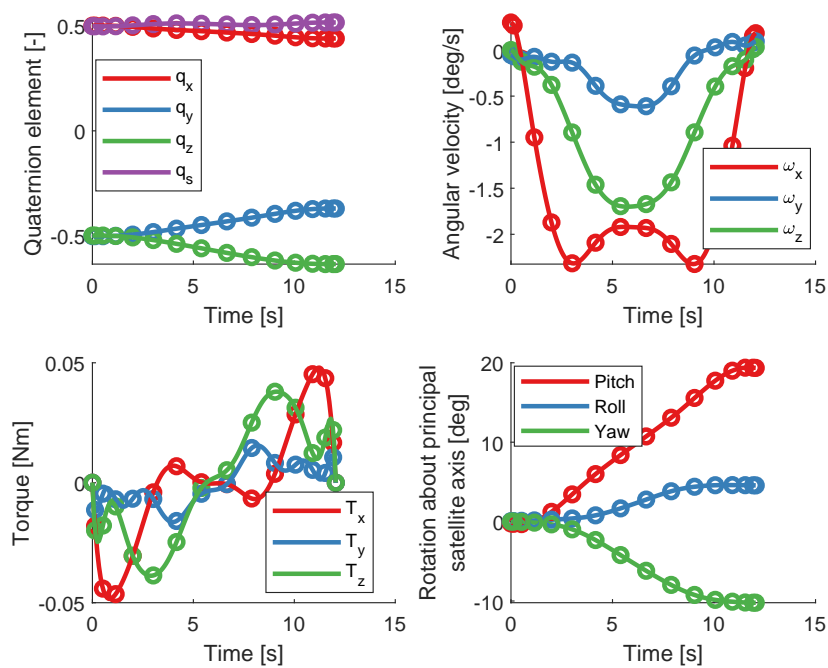 Quaternion element [-]
0.5
0
-0.5
q_x
q_y
q_z
q_s
0
5
10
15
Time [s]
Angular velocity [deg/s]
0
-0.5
-1
-1.5
-2
ω_x
ω_y
ω_z
0
5
10
15
Time [s]
Torque [Nm]
0.05
0
-0.05
T_x
T_y
T_z
0
5
10
15
Time [s]
Rotation about principal
satellite axis [deg]
20
10
0
-10
Pitch
Roll
Yaw
0
5
10
15
Time [s]